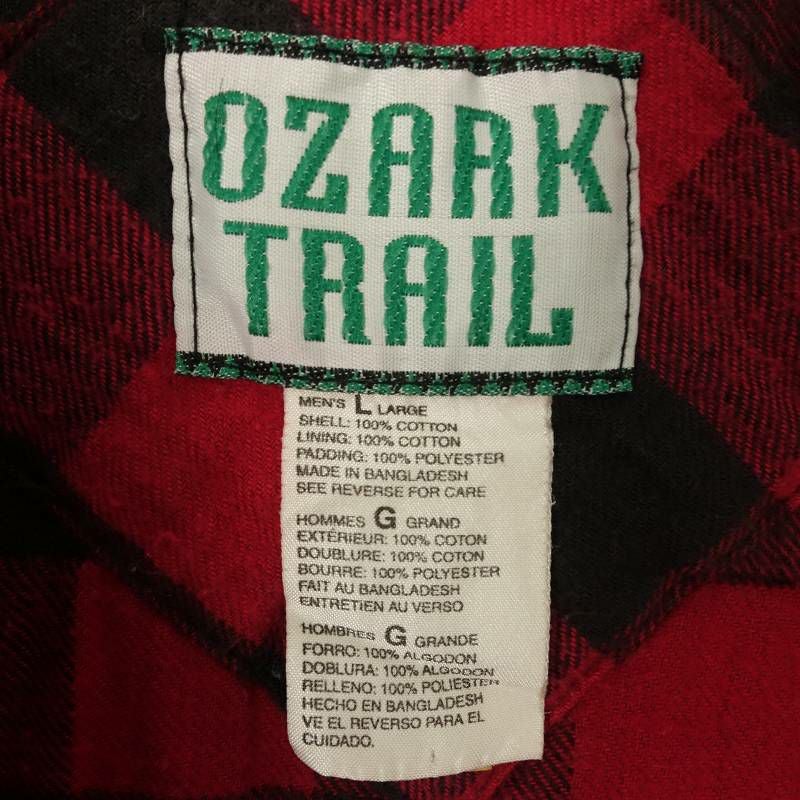 OZARK
TRAIL
MEN'S L LARGE
SHELL: 100% COTTON
LINING: 100% COTTON
PADDING: 100% POLYESTER
MADE IN BANGLADESH
SEE REVERSE FOR CARE
HOMMES G GRAND
EXTÉRIEUR: 100% COTON
DOUBLURE: 100% COTON
BOURRE: 100% POLYESTER
FAIT AU BANGLADESH
ENTRETIEN AU VERSO
HOMBRES G GRANDE
FORRO: 100% ALGODON
DOBLURA: 100% ALGODON
RELLENO: 100% POLIESTER
HECHO EN BANGLADESH
VE EL REVERSO PARA EL
CUIDADO.